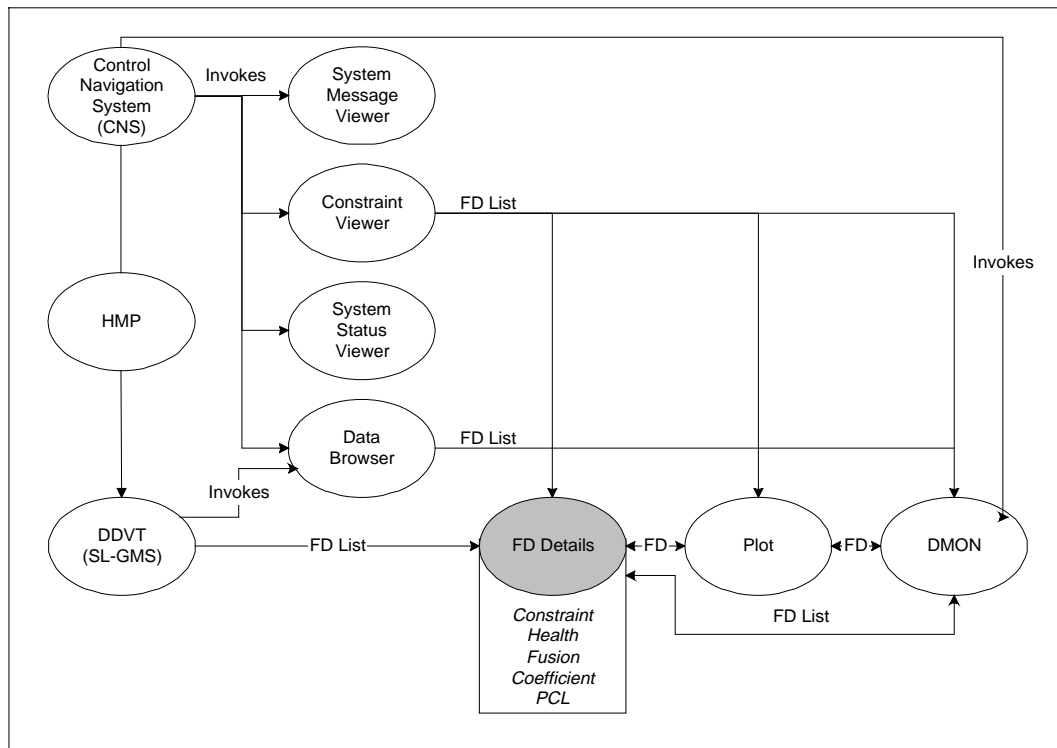 Control
Navigation
System
(CNS)
Invokes
System
Message
Viewer
Constraint
Viewer
FD List
Invokes
HMP
System
Status
Viewer
Data
Browser
FD List
Invokes
DDVT
(SL-GMS)
FD List
FD Details
FD
Plot
FD
DMON
Constraint
Health
Fusion
Coefficient
PCL
FD List